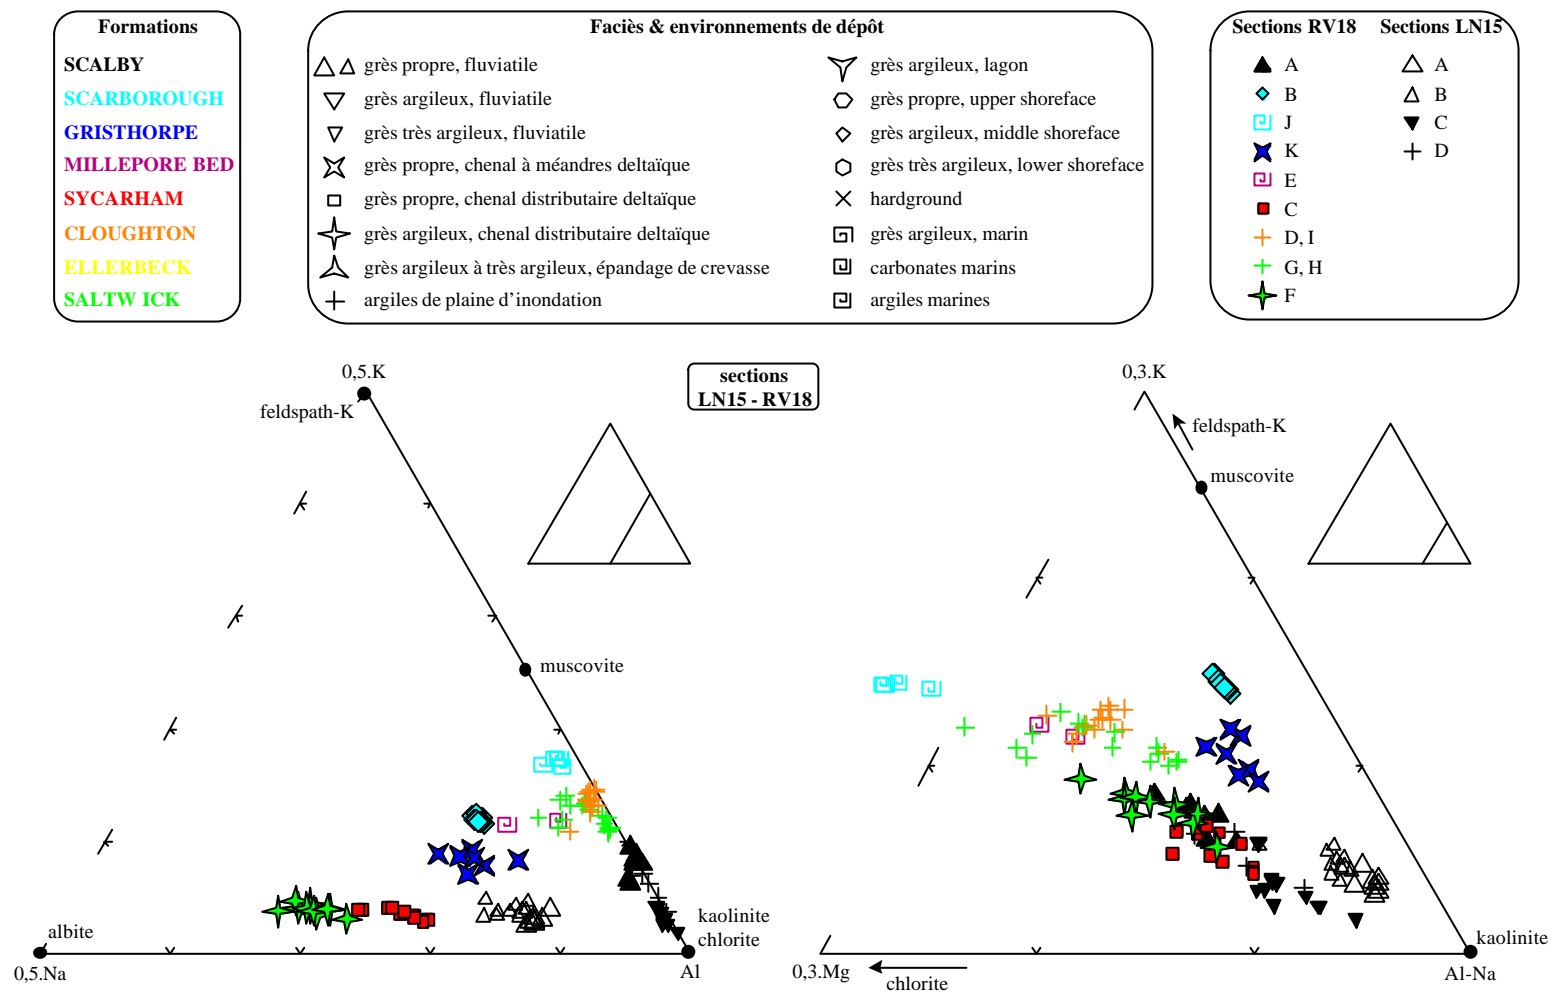 Formations
SCALBY
SCARBOROUGH
GRISTHORPE
MILLEPORE BED
SYCARHAM
CLOUGHTON
ELLERBECK
SALTW ICK
Faciès & environnements de dépôt
grès propre, fluviatile
grès argileux, fluviatile
grès très argileux, fluviatile
grès propre, chenal à méandres deltaïque
grès propre, chenal distributaire deltaïque
grès argileux, chenal distributaire deltaïque
grès argileux à très argileux, épandage de crevasse
argiles de plaine d'inondation
grès argileux, lagon
grès propre, upper shoreface
grès argileux, middle shoreface
grès très argileux, lower shoreface
hardground
grès argileux, marin
carbonates marins
argiles marines
Sections RV18
A
B
J
K
E
C
D, I
G, H
F
Sections LN15
A
B
C
D
sections
LN15 - RV18
0,5.K
feldspath-K
muscovite
albite
0,5.Na
kaolinite
chlorite
Al
0,3.K
feldspath-K
muscovite
0,3.Mg
chlorite
kaolinite
Al-Na